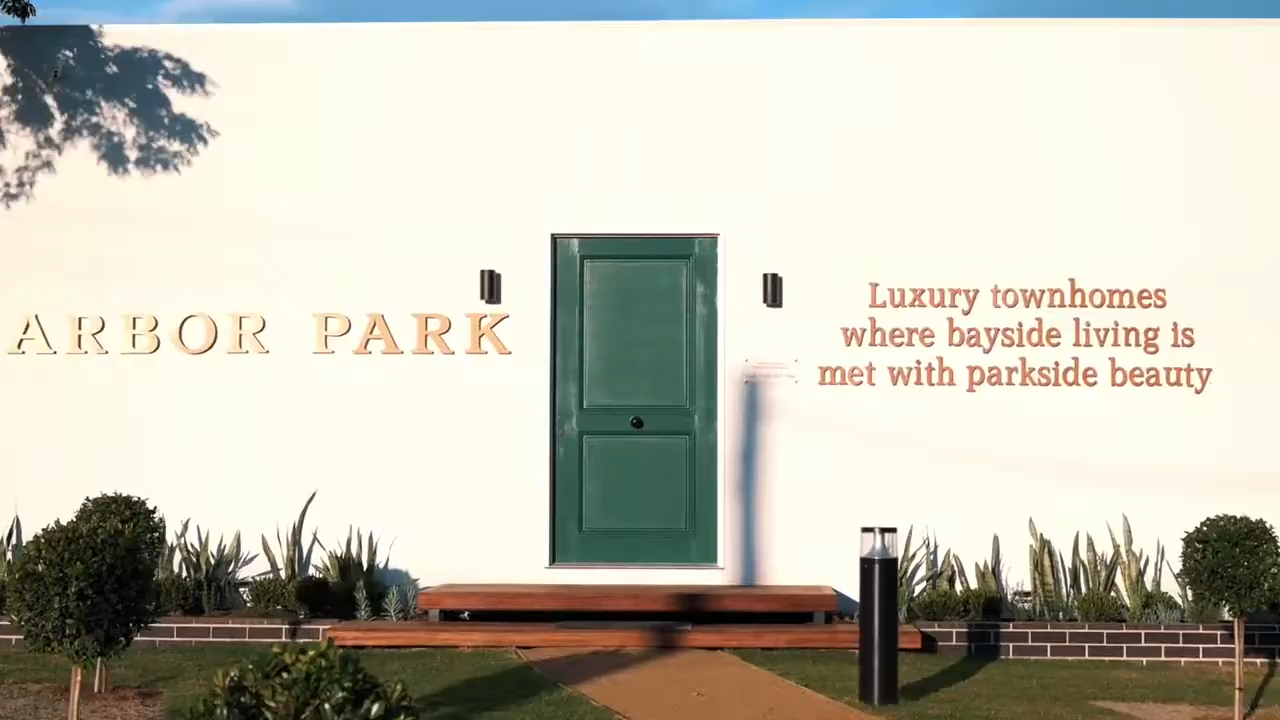 ARBOR PARK
Luxury townhomes
where bayside living is
met with parkside beauty